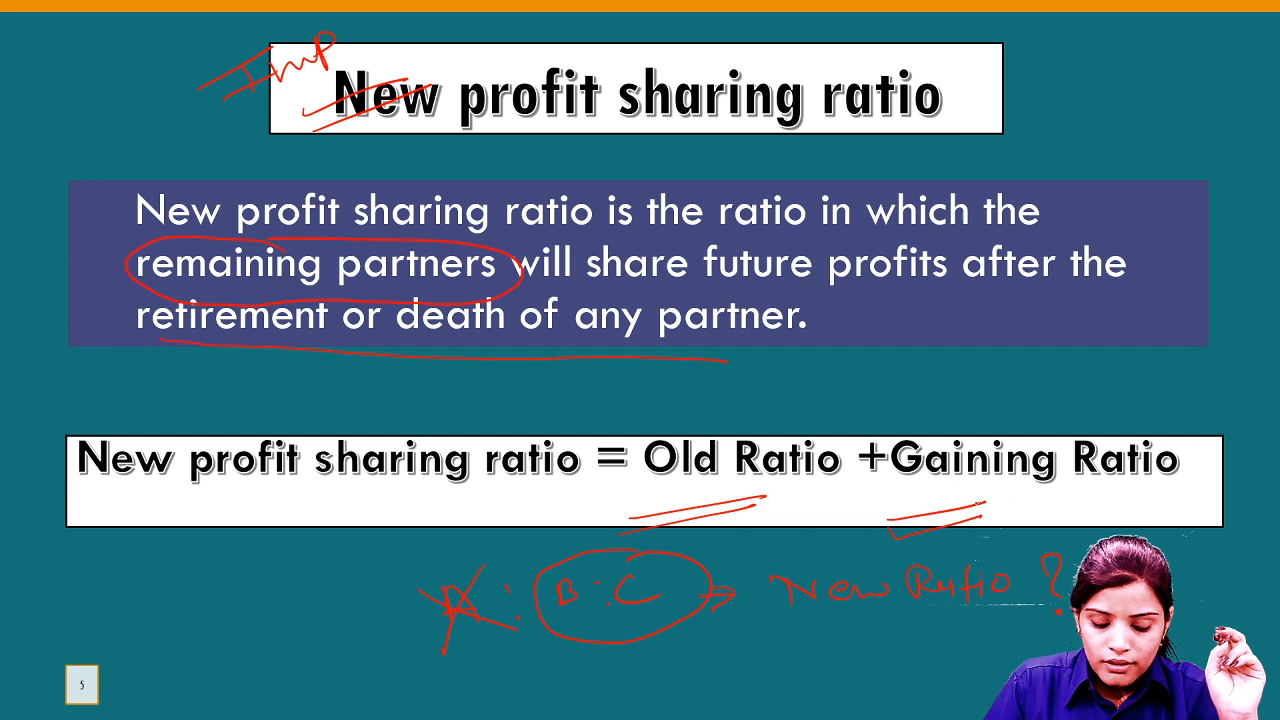 Imp
New profit sharing ratio
New profit sharing ratio is the ratio in which the
remaining partners will share future profits after the
retirement or death of any partner.
New profit sharing ratio = Old Ratio +Gaining Ratio
A : B : C → New Ratio ?
5